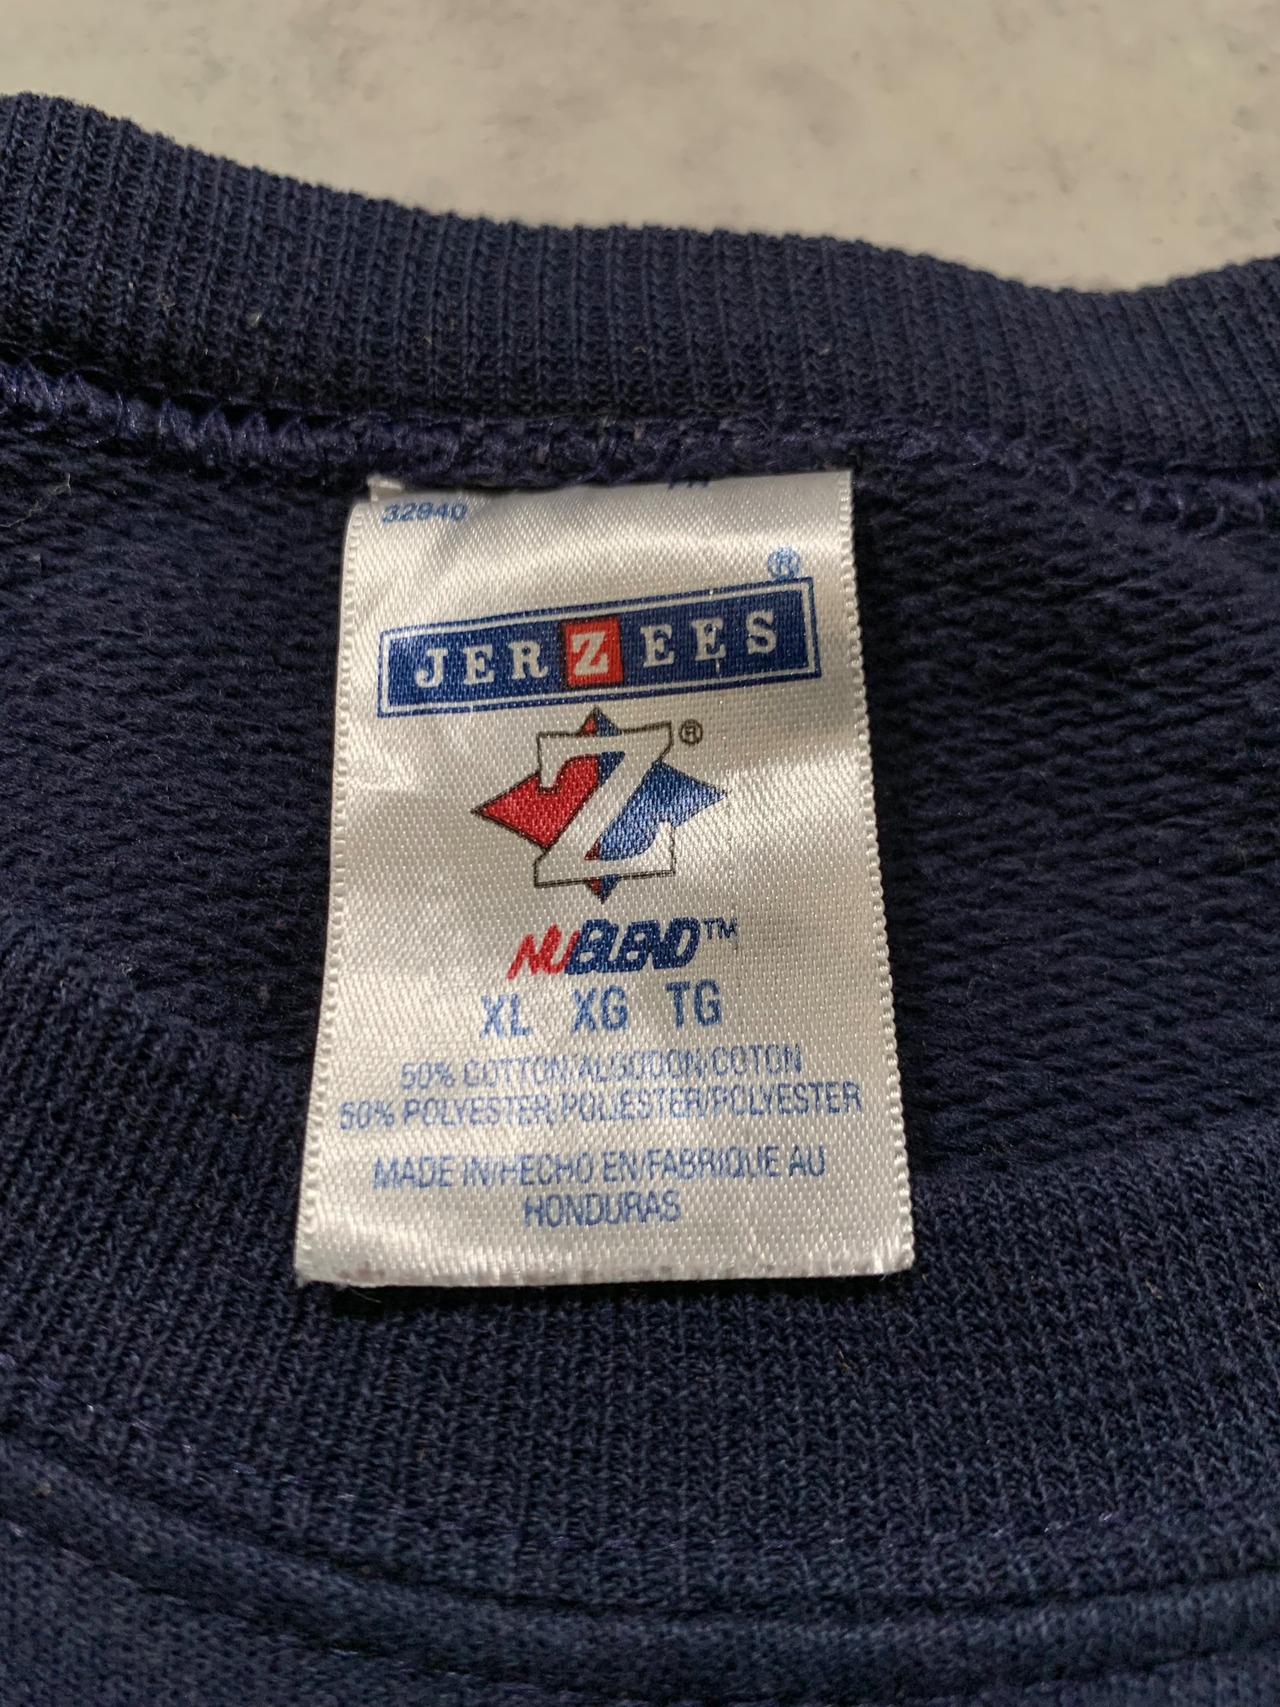 32940
®
JERZEES
Z®
NUBLEND™
XL XG TG
50% COTTON/ALGODON/COTON
50% POLYESTER/POLIESTER/POLYESTER
MADE IN/HECHO EN/FABRIQUE AU
HONDURAS